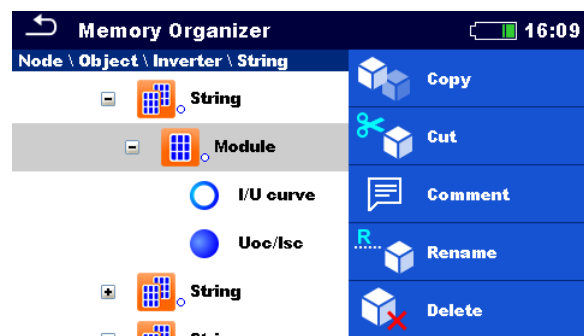 Memory Organizer
16:09
Node \ Object \ Inverter \ String
String
Module
I/U curve
Uoc/Isc
String
Copy
Cut
Comment
R
Rename
Delete